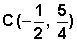 C (-1/2, 5/4)